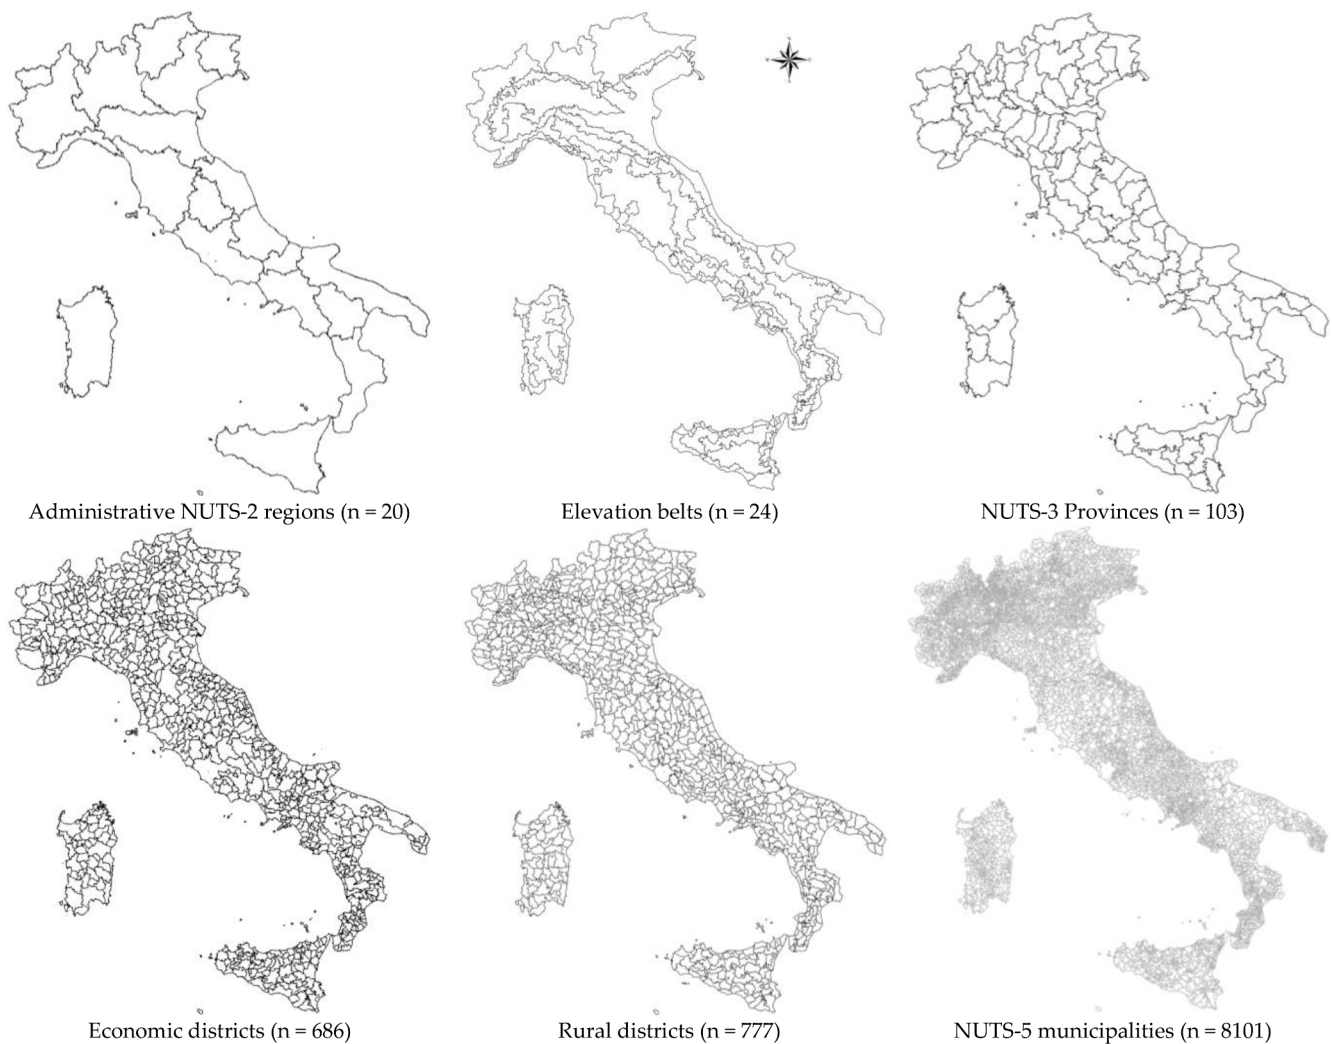 Administrative NUTS-2 regions (n = 20)
Elevation belts (n = 24)
NUTS-3 Provinces (n = 103)
Economic districts (n = 686)
Rural districts (n = 777)
NUTS-5 municipalities (n = 8101)